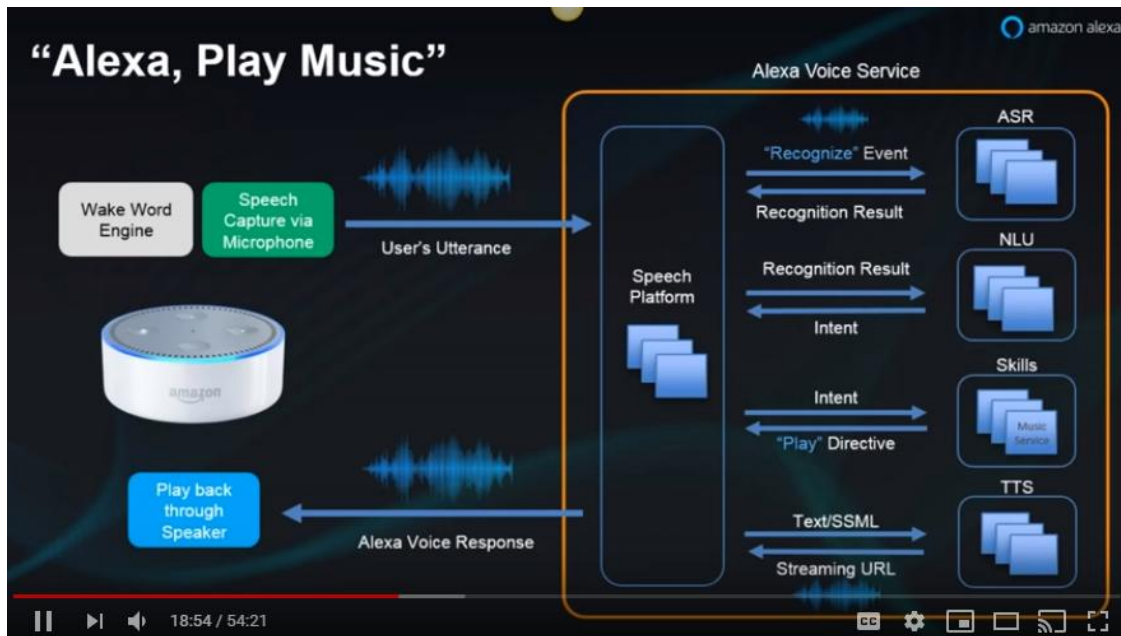 amazon alexa
“Alexa, Play Music”
Alexa Voice Service
Wake Word
Engine
Speech
Capture via
Microphone
User's Utterance
amazon
Play back
through
Speaker
Alexa Voice Response
Speech
Platform
“Recognize” Event
Recognition Result
ASR
Recognition Result
Intent
NLU
Intent
“Play” Directive
Skills
Music
Service
Text/SSML
Streaming URL
TTS
18:54 / 54:21
CC